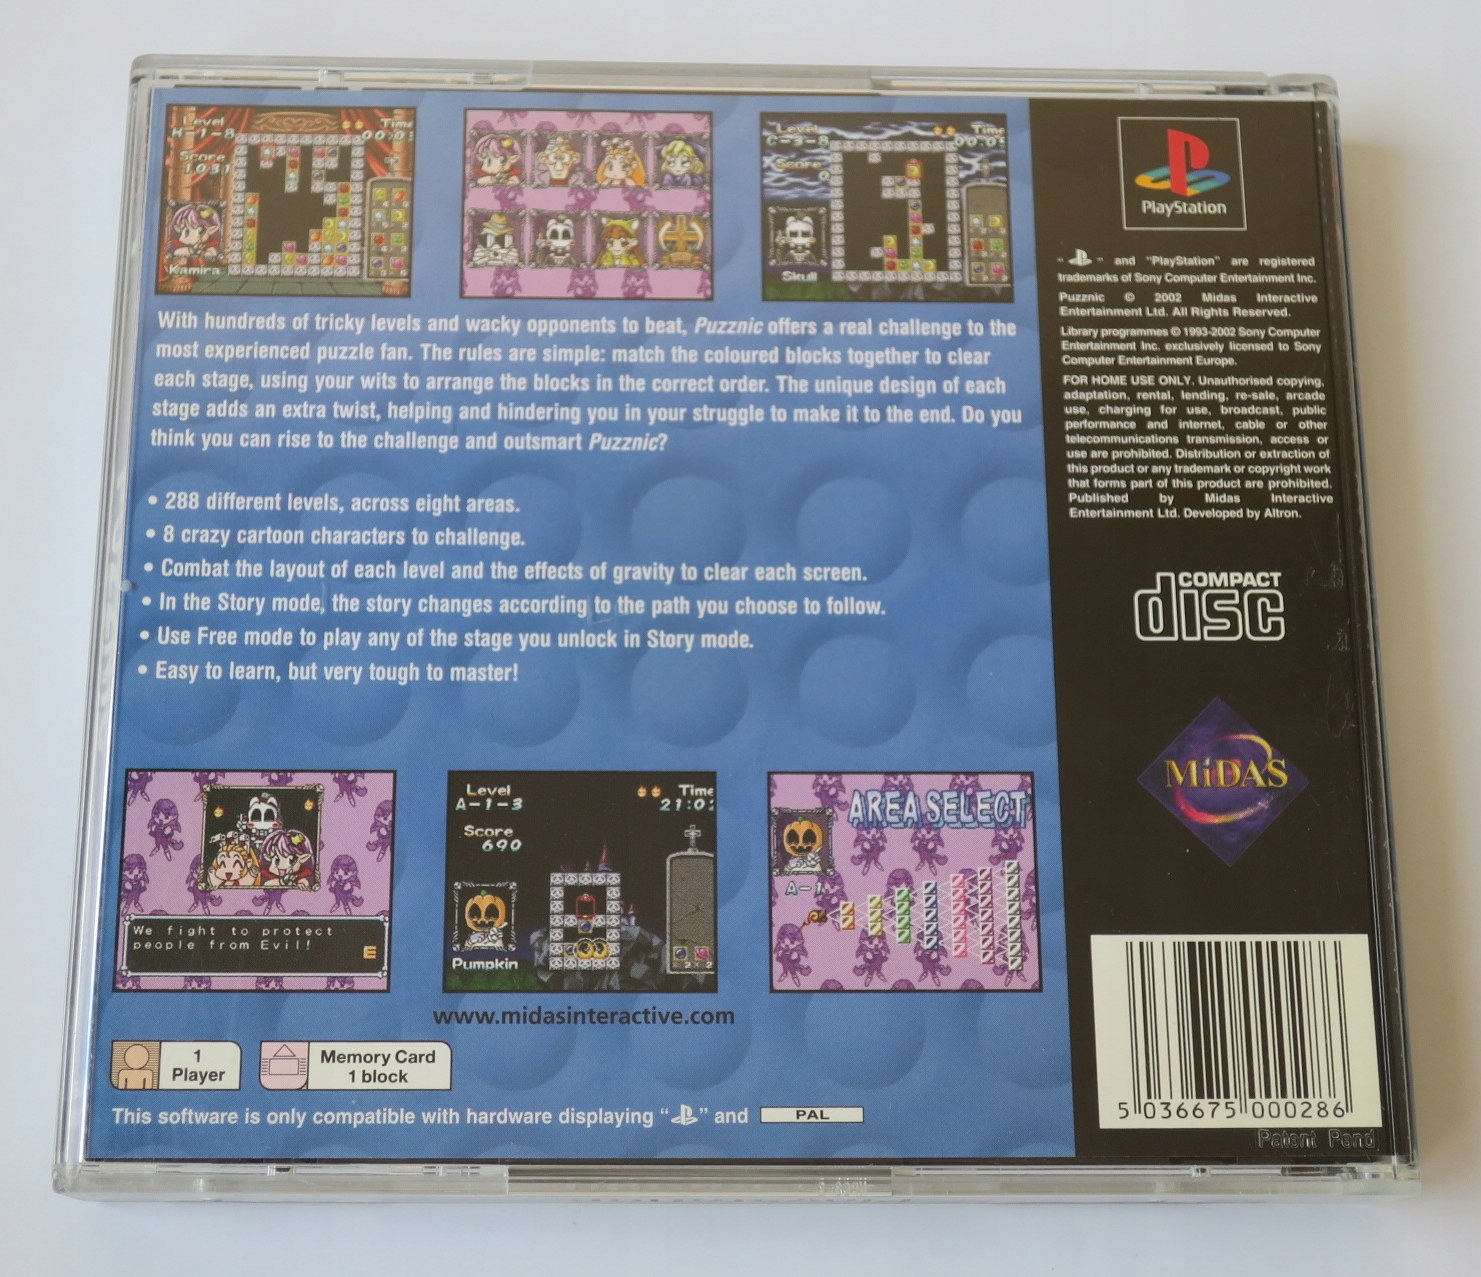 Level
H-1-8
Time
Score
1031
Kamira
Level
C-3-8
Time
Score
Skull
With hundreds of tricky levels and wacky opponents to beat, Puzznic offers a real challenge to the
most experienced puzzle fan. The rules are simple: match the coloured blocks together to clear
each stage, using your wits to arrange the blocks in the correct order. The unique design of each
stage adds an extra twist, helping and hindering you in your struggle to make it to the end. Do you
think you can rise to the challenge and outsmart Puzznic?
• 288 different levels, across eight areas.
• 8 crazy cartoon characters to challenge.
• Combat the layout of each level and the effects of gravity to clear each screen.
• In the Story mode, the story changes according to the path you choose to follow.
• Use Free mode to play any of the stage you unlock in Story mode.
• Easy to learn, but very tough to master!
We fight to protect
people from Evil!
Level
A-1-3
Time
21:0
Score
690
Pumpkin
AREA SELECT
A-1
www.midasinteractive.com
1
Player
Memory Card
1 block
This software is only compatible with hardware displaying " " and PAL
PlayStation
" " and "PlayStation" are registered
trademarks of Sony Computer Entertainment Inc.
Puzznic © 2002 Midas Interactive
Entertainment Ltd. All Rights Reserved.
Library programmes © 1993-2002 Sony Computer
Entertainment Inc. exclusively licensed to Sony
Computer Entertainment Europe.
FOR HOME USE ONLY. Unauthorised copying,
adaptation, rental, lending, re-sale, arcade
use, charging for use, broadcast, public
performance and internet, cable or other
telecommunications transmission, access or
use are prohibited. Distribution or extraction of
this product or any trademark or copyright work
that forms part of this product are prohibited.
Published by Midas Interactive
Entertainment Ltd. Developed by Altron.
COMPACT
disc
MiDAS
5 036675 000286
Patent Pend